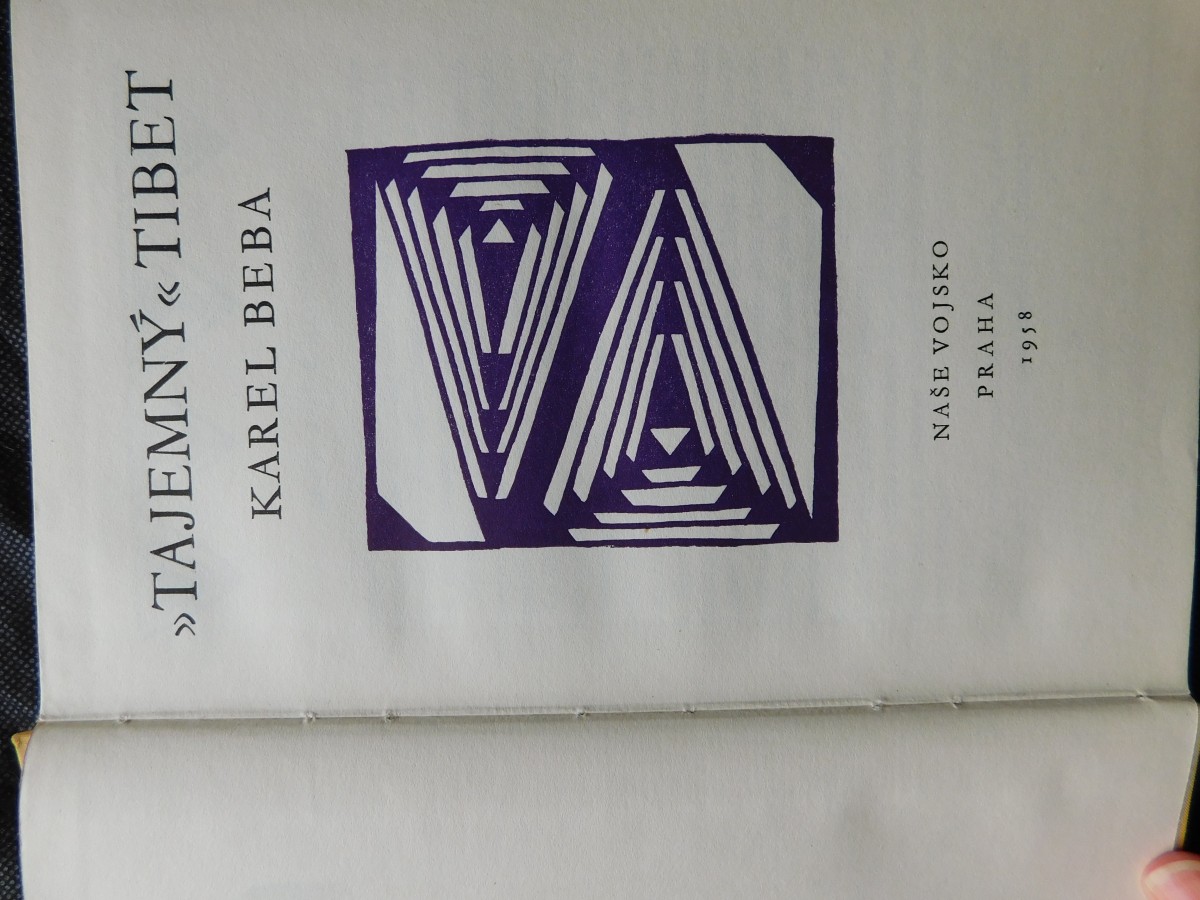 »TAJEMNÝ« TIBET
KAREL BEBA
NAŠE VOJSKO
PRAHA
1958